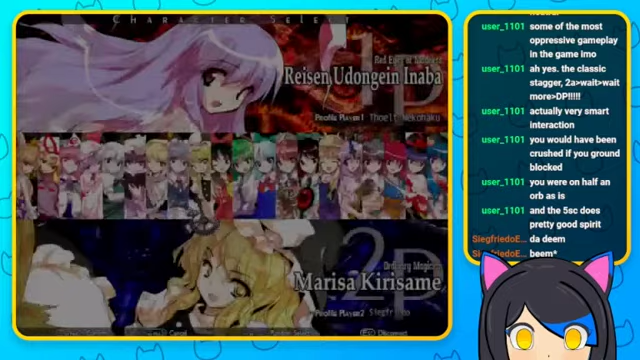 Character Select
Reisen Udongein Inaba
Profile Player1
2P
Ordinary Magician
Marisa Kirisame
Profile Player2
user_1101 some of the most
oppressive gameplay
in the game imo
user_1101 ah yes. the classic
stagger, 2a>wait>wait
more>DP!!!!!
user_1101 actually very smart
interaction
user_1101 you would have been
crushed if you ground
blocked
user_1101 you were on half an
orb as is
user_1101 and the 5sc does
pretty good spirit
SiegfriedoE... da deem
SiegfriedoE... beem*